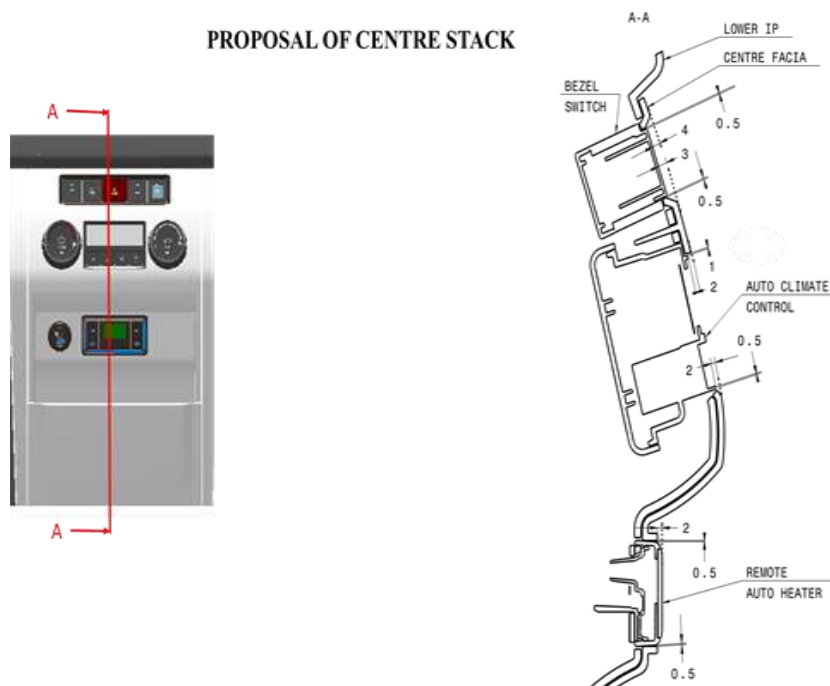 PROPOSAL OF CENTRE STACK
A-A
LOWER IP
CENTRE FACIA
BEZEL
SWITCH
0.5
4
3
0.5
1
2
AUTO CLIMATE
CONTROL
0.5
2
2
0.5
REMOTE
AUTO HEATER
0.5
A
A